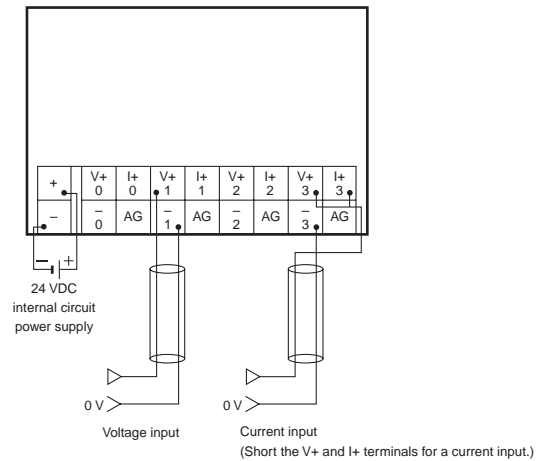 + V+ 0 I+ 0 V+ 1 I+ 1 V+ 2 I+ 2 V+ 3 I+ 3
– – 0 AG – 1 AG – 2 AG – 3 AG
– +
24 VDC
internal circuit
power supply
0 V 0 V
Voltage input
Current input
(Short the V+ and I+ terminals for a current input.)